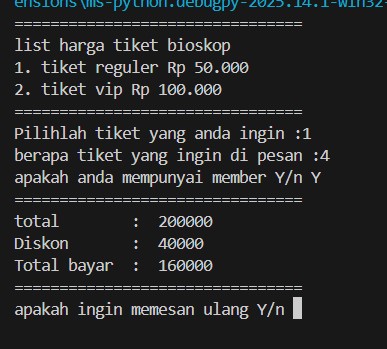 ensions\ms-python.debugpy-2025.14.1-win32-
================================
list harga tiket bioskop
1. tiket reguler Rp 50.000
2. tiket vip Rp 100.000
================================
Pilihlah tiket yang anda ingin :1
berapa tiket yang ingin di pesan :4
apakah anda mempunyai member Y/n Y
================================
total        :  200000
Diskon       :  40000
Total bayar  :  160000
================================
apakah ingin memesan ulang Y/n